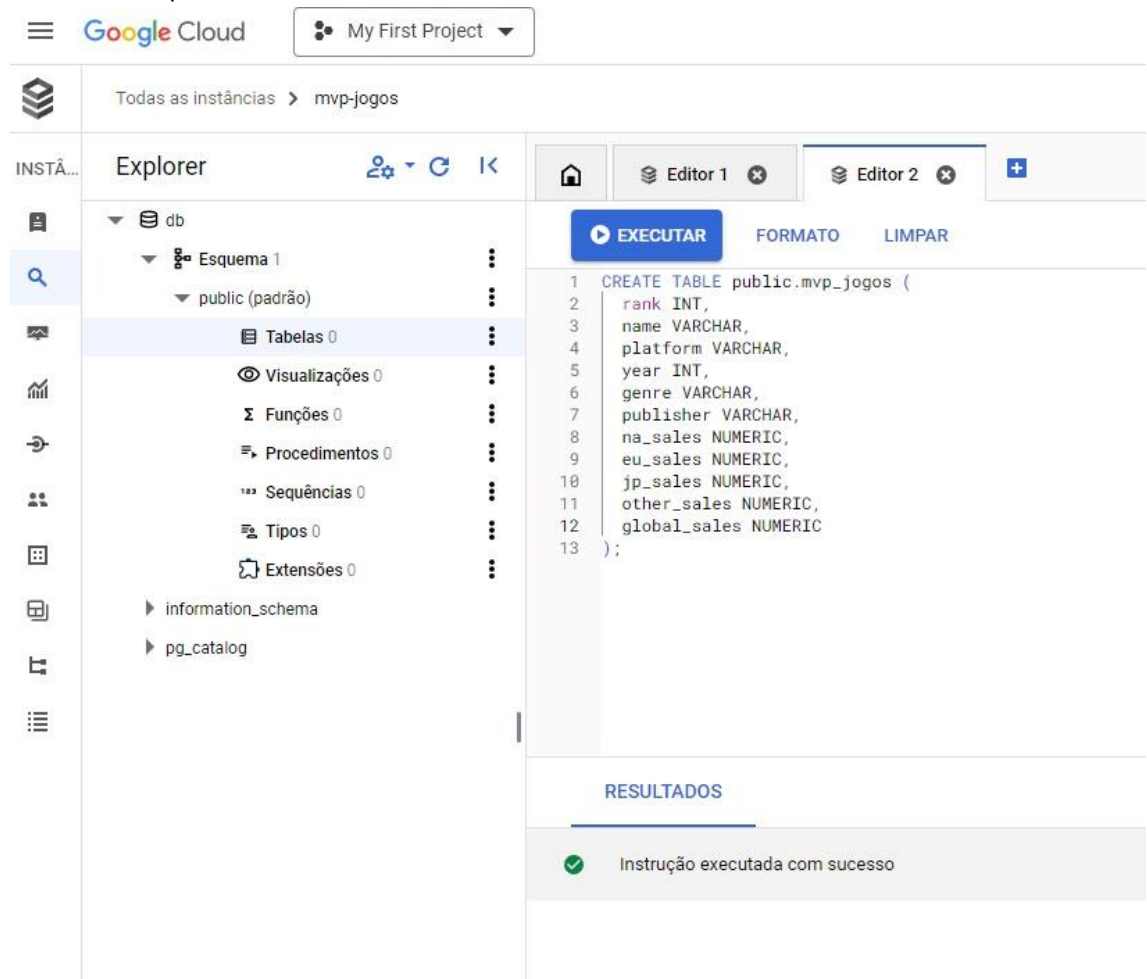 Google Cloud
My First Project
Todas as instâncias
mvp-jogos
INSTÂ...
Explorer
db
Esquema 1
public (padrão)
Tabelas 0
Visualizações 0
Funções 0
Procedimentos 0
Sequências 0
Tipos 0
Extensões 0
information_schema
pg_catalog
Editor 1
Editor 2
EXECUTAR
FORMATO
LIMPAR
1 CREATE TABLE public.mvp_jogos (
2 rank INT,
3 name VARCHAR,
4 platform VARCHAR,
5 year INT,
6 genre VARCHAR,
7 publisher VARCHAR,
8 na_sales NUMERIC,
9 eu_sales NUMERIC,
10 jp_sales NUMERIC,
11 other_sales NUMERIC,
12 global_sales NUMERIC
13 );
RESULTADOS
Instrução executada com sucesso